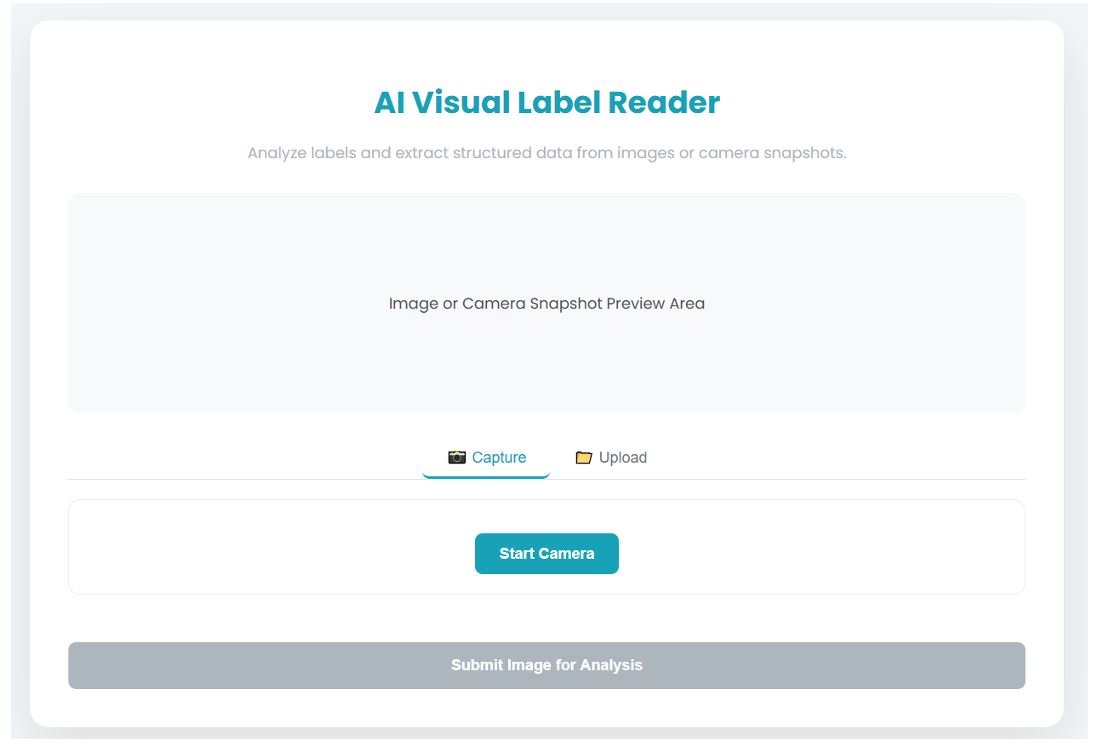 AI Visual Label Reader
Analyze labels and extract structured data from images or camera snapshots.
Image or Camera Snapshot Preview Area
Capture Upload
Start Camera
Submit Image for Analysis